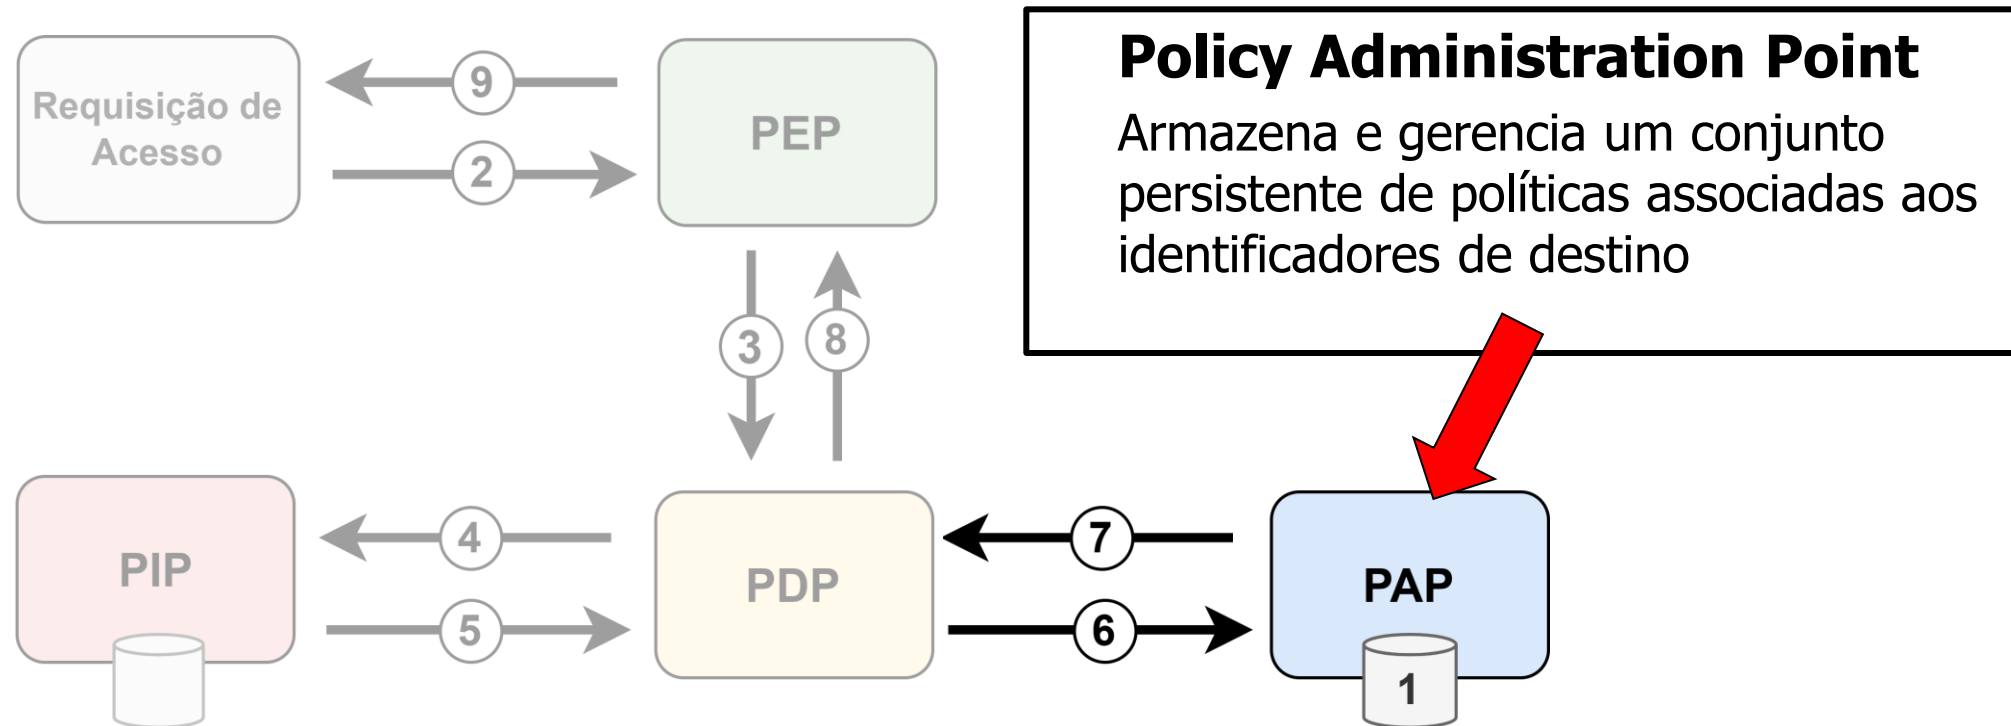 Policy Administration Point
Armazena e gerencia um conjunto
persistente de políticas associadas aos
identificadores de destino
Requisição de
Acesso
9
2
PEP
3
8
PIP
4
5
PDP
7
6
PAP
1